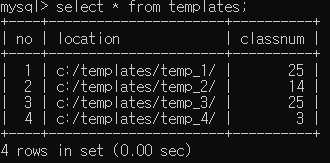 mysql> select * from templates;
+----+--------------------+----------+
| no | location           | classnum |
+----+--------------------+----------+
|  1 | c:/templates/temp_1/ |       25 |
|  2 | c:/templates/temp_2/ |       14 |
|  3 | c:/templates/temp_3/ |       25 |
|  4 | c:/templates/temp_4/ |        3 |
+----+--------------------+----------+
4 rows in set (0.00 sec)